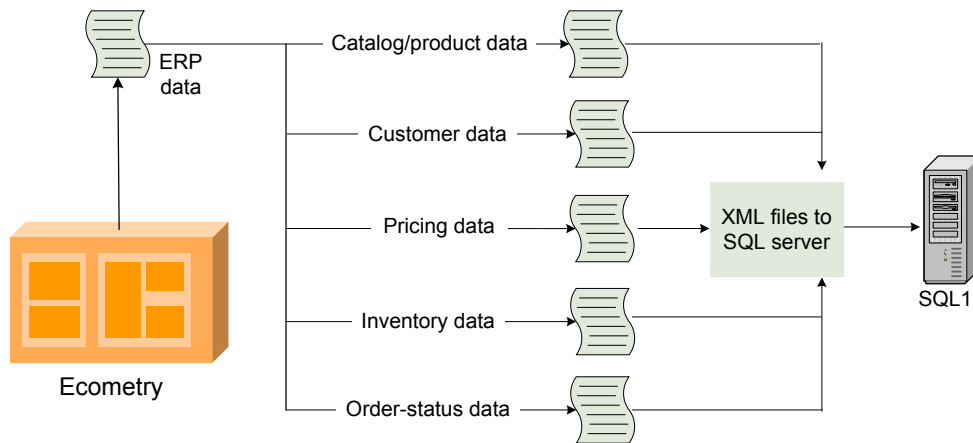 Catalog/product data
ERP
data
Customer data
Pricing data
XML files to
SQL server
SQL1
Inventory data
Ecometry
Order-status data